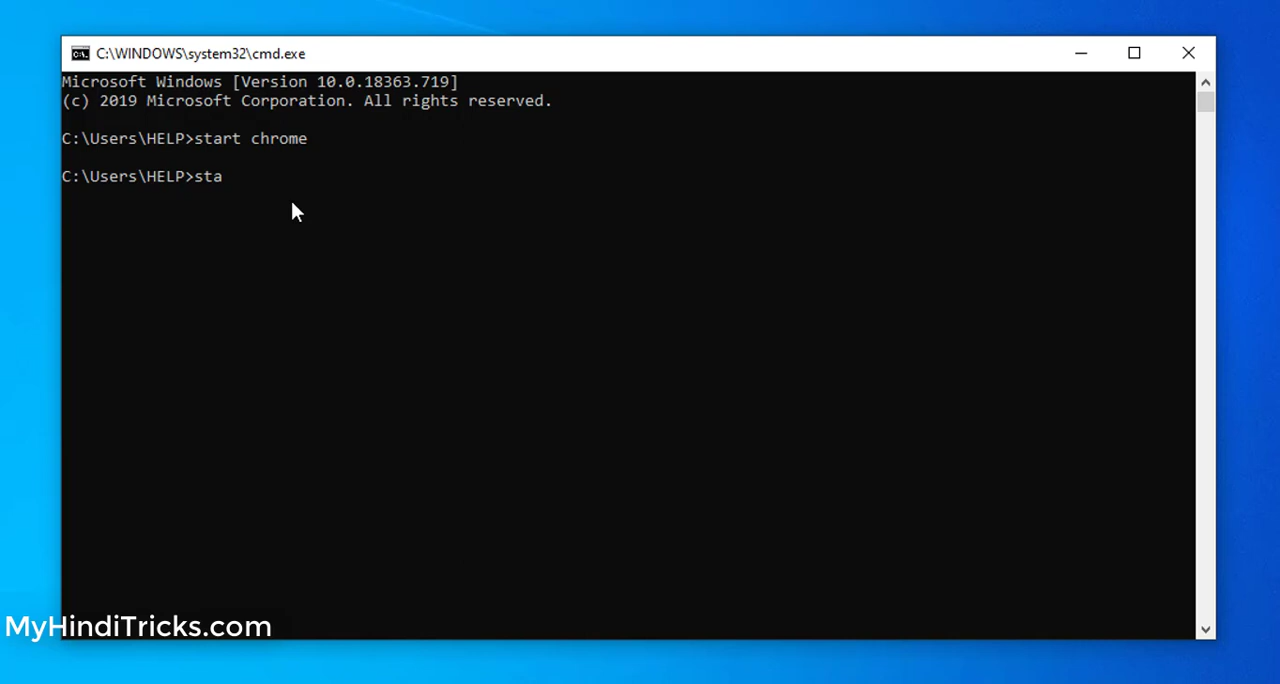 C:\WINDOWS\system32\cmd.exe
Microsoft Windows [Version 10.0.18363.719]
(c) 2019 Microsoft Corporation. All rights reserved.
C:\Users\HELP>start chrome
C:\Users\HELP>sta
MyHindiTricks.com